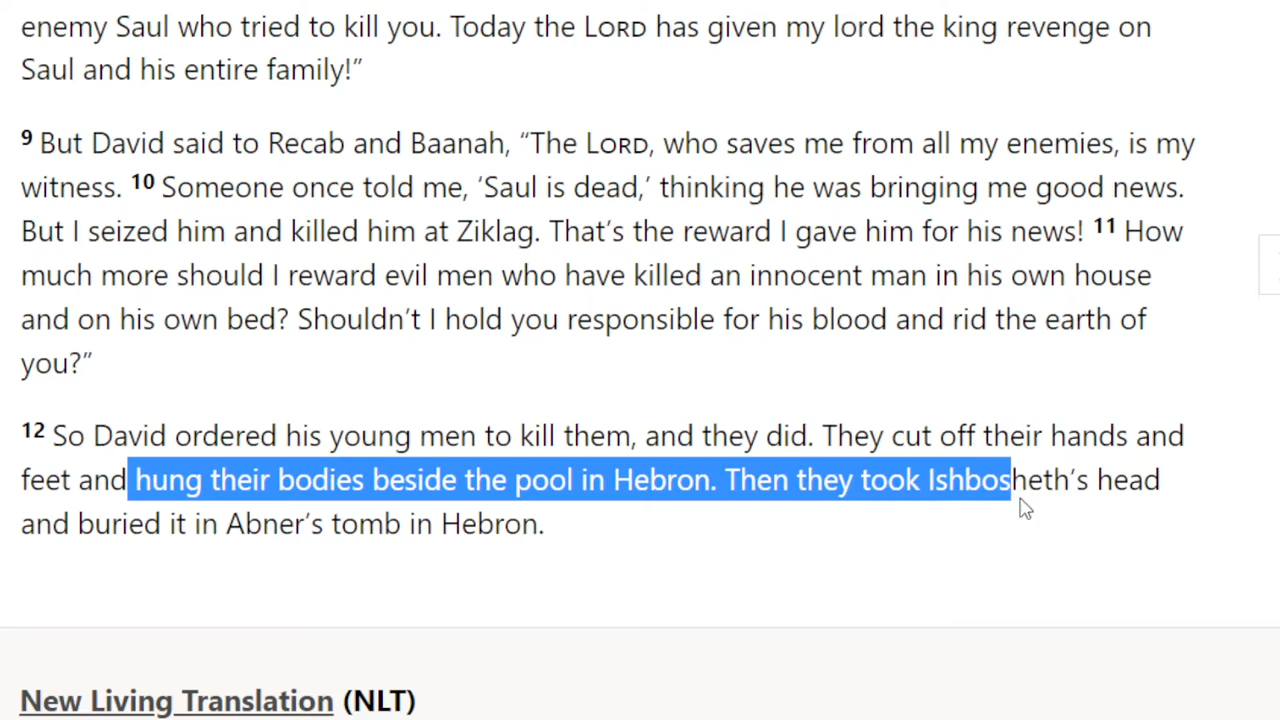 enemy Saul who tried to kill you. Today the LORD has given my lord the king revenge on
Saul and his entire family!”
9 But David said to Recab and Baanah, “The LORD, who saves me from all my enemies, is my
witness. 10 Someone once told me, ‘Saul is dead,’ thinking he was bringing me good news.
But I seized him and killed him at Ziklag. That’s the reward I gave him for his news! 11 How
much more should I reward evil men who have killed an innocent man in his own house
and on his own bed? Shouldn’t I hold you responsible for his blood and rid the earth of
you?”
12 So David ordered his young men to kill them, and they did. They cut off their hands and
feet and hung their bodies beside the pool in Hebron. Then they took Ishbosheth’s head
and buried it in Abner’s tomb in Hebron.
New Living Translation (NLT)